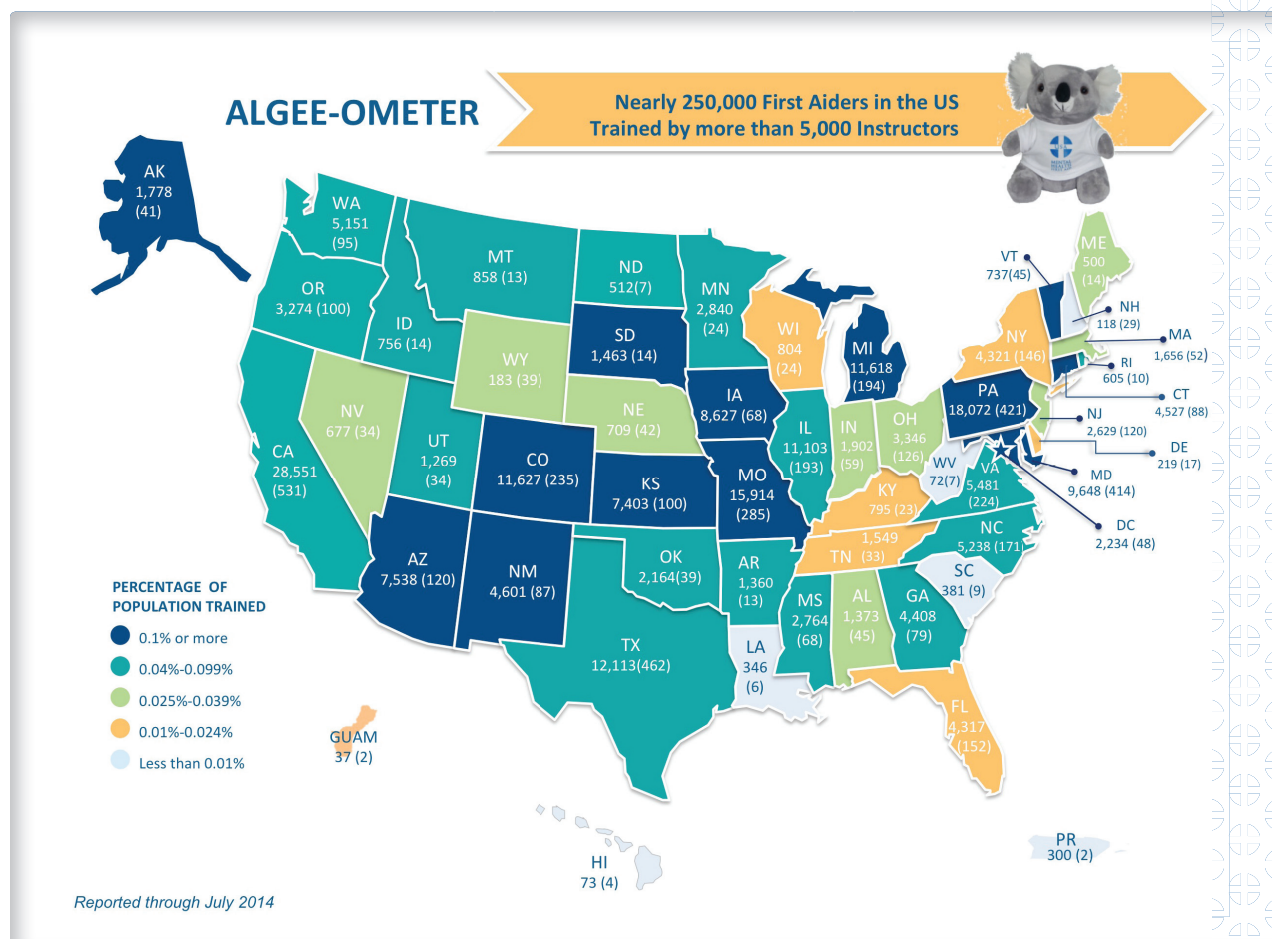 ALGEE-OMETER
Nearly 250,000 First Aiders in the US
Trained by more than 5,000 Instructors
AK
1,778
(41)
WA
5,151
(95)
OR
3,274 (100)
ID
756 (14)
MT
858 (13)
ND
512(7)
MN
2,840
(24)
SD
1,463 (14)
WY
183 (39)
WI
804
(24)
MI
11,618
(194)
NV
677 (34)
UT
1,269
(34)
CA
28,551
(531)
CO
11,627 (235)
NE
709 (42)
IA
8,627 (68)
KS
7,403 (100)
MO
15,914
(285)
IL
11,103
(193)
IN
1,902
(59)
OH
3,346
(126)
KY
795 (23)
WV
72(7)
VA
5,481
(224)
PA
18,072 (421)
NY
4,321 (146)
VT
737(45)
ME
500
(14)
NH
118 (29)
MA
1,656 (52)
RI
605 (10)
CT
4,527 (88)
NJ
2,629 (120)
DE
219 (17)
MD
9,648 (414)
DC
2,234 (48)
AZ
7,538 (120)
NM
4,601 (87)
OK
2,164(39)
AR
1,360
(13)
1,549
(33)
TN
NC
5,238 (171)
SC
381 (9)
MS
2,764
(68)
AL
1,373
(45)
GA
4,408
(79)
TX
12,113(462)
LA
346
(6)
FL
4,317
(152)
PERCENTAGE OF
POPULATION TRAINED
0.1% or more
0.04%-0.099%
0.025%-0.039%
0.01%-0.024%
Less than 0.01%
GUAM
37 (2)
HI
73 (4)
PR
300 (2)
Reported through July 2014